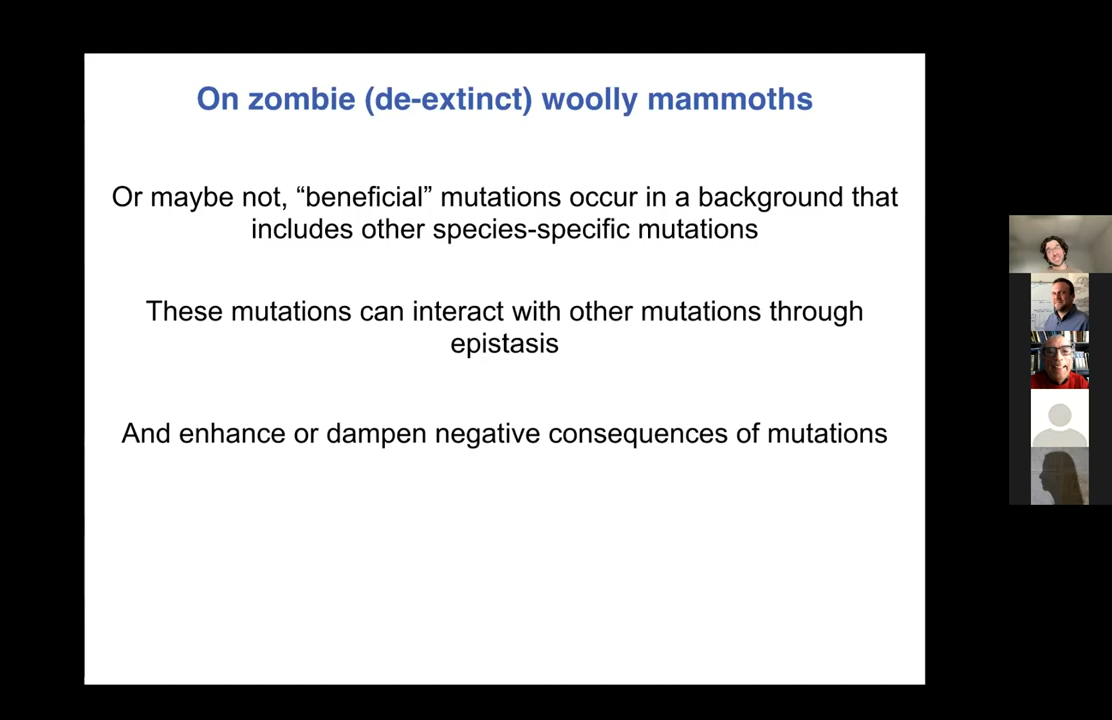 On zombie (de-extinct) woolly mammoths
Or maybe not, “beneficial” mutations occur in a background that
includes other species-specific mutations
These mutations can interact with other mutations through
epistasis
And enhance or dampen negative consequences of mutations